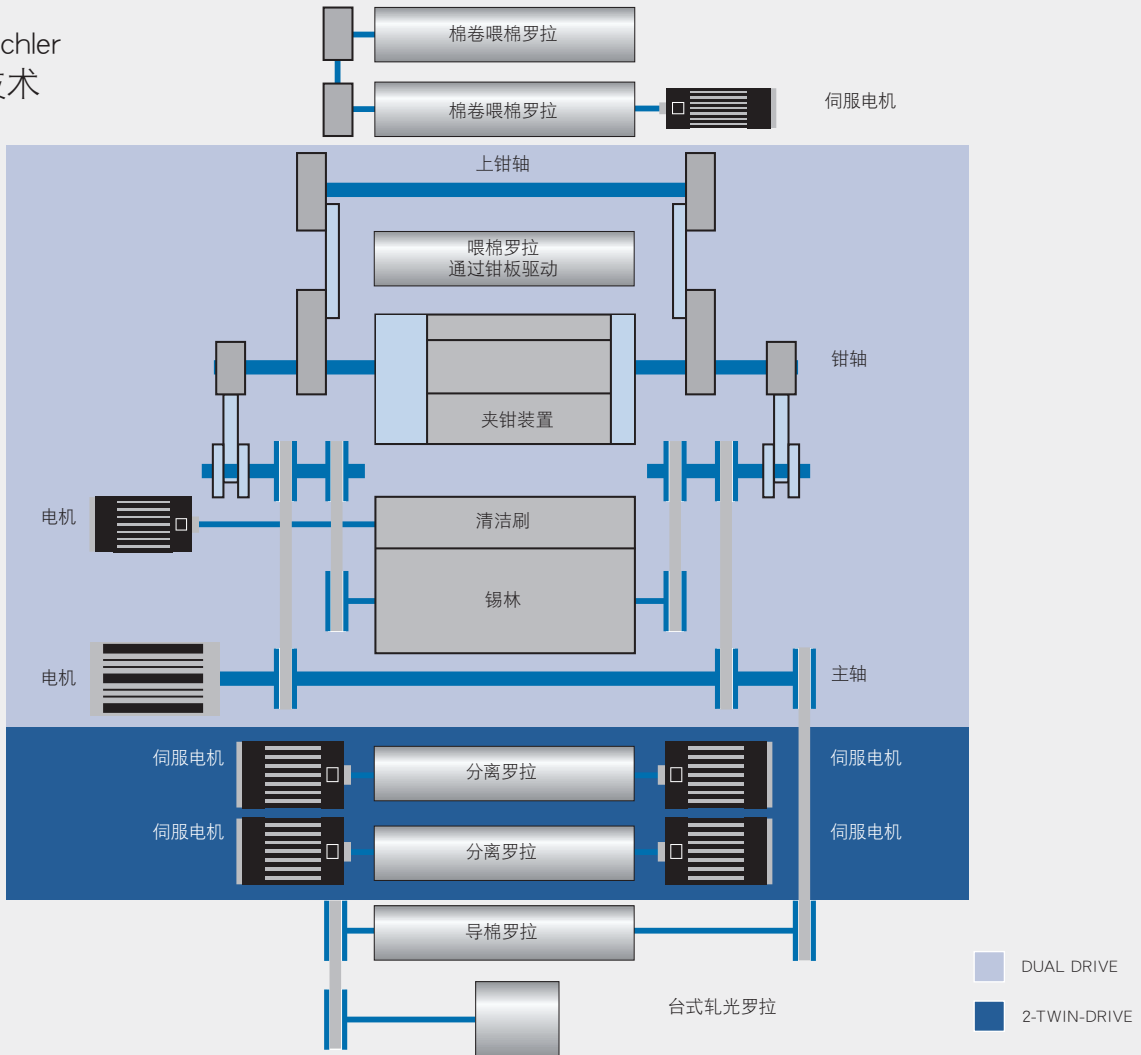 chler
技术
棉卷喂棉罗拉
棉卷喂棉罗拉
伺服电机
上钳轴
喂棉罗拉
通过钳板驱动
钳轴
夹钳装置
电机
清洁刷
锡林
电机
主轴
伺服电机
分离罗拉
伺服电机
伺服电机
分离罗拉
伺服电机
导棉罗拉
台式轧光罗拉
DUAL DRIVE
2-TWIN-DRIVE